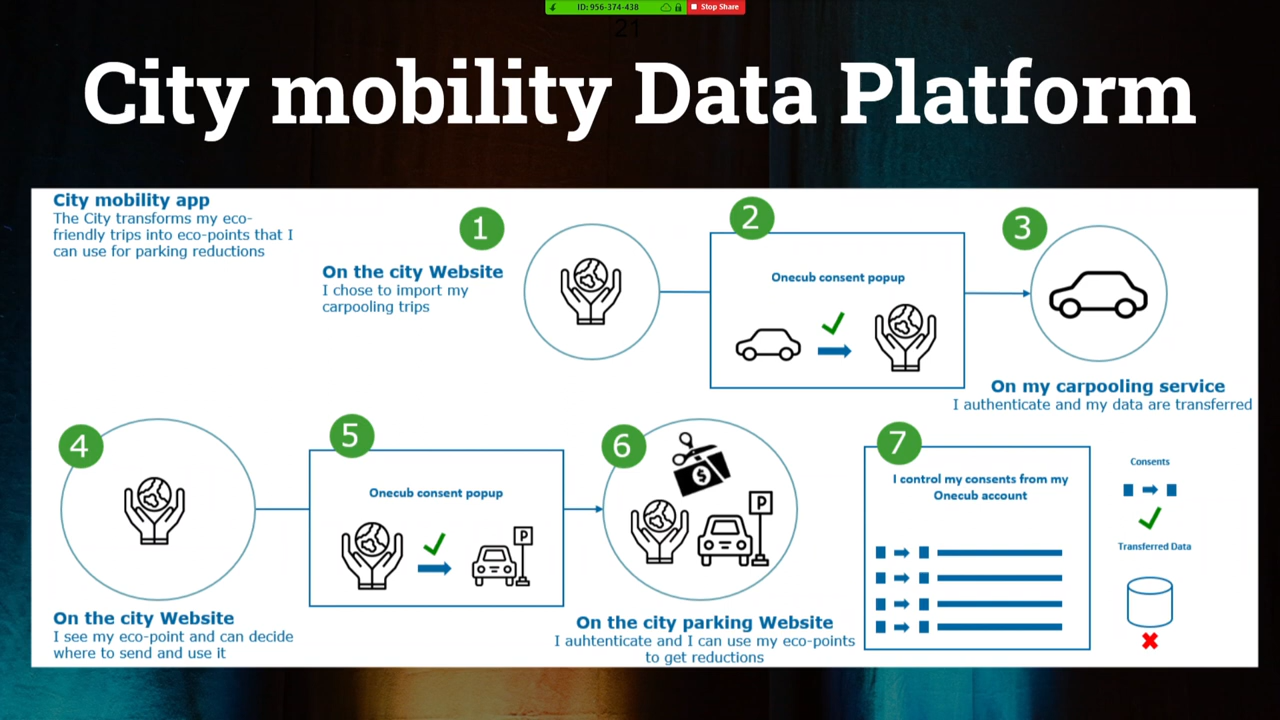 ID: 956-374-438
Stop Share
21
City mobility Data Platform
City mobility app
The City transforms my eco-
friendly trips into eco-points that I
can use for parking reductions
1
On the city Website
I chose to import my
carpooling trips
2
Onecub consent popup
3
On my carpooling service
I authenticate and my data are transferred
4
On the city Website
I see my eco-point and can decide
where to send and use it
5
Onecub consent popup
P
6
$
P
On the city parking Website
I auhtenticate and I can use my eco-points
to get reductions
7
I control my consents from my
Onecub account
Consents
Transferred Data